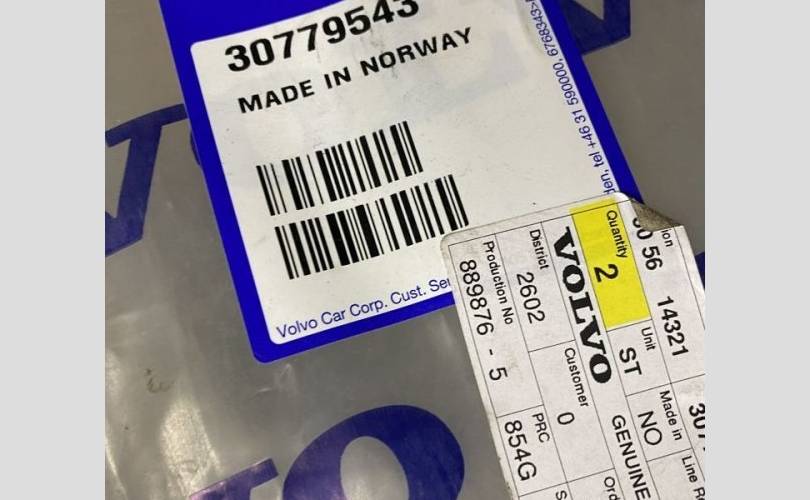 30779543
MADE IN NORWAY
den, tel +46 31 590000, 6768343
Volvo Car Corp. Cust.
Quantity
2
56 14321
Unit
ST
Made in
NO
VOLVO
GENUINE
District
2602
Customer
0
Production No
889876 - 5
PRC
854G
Line